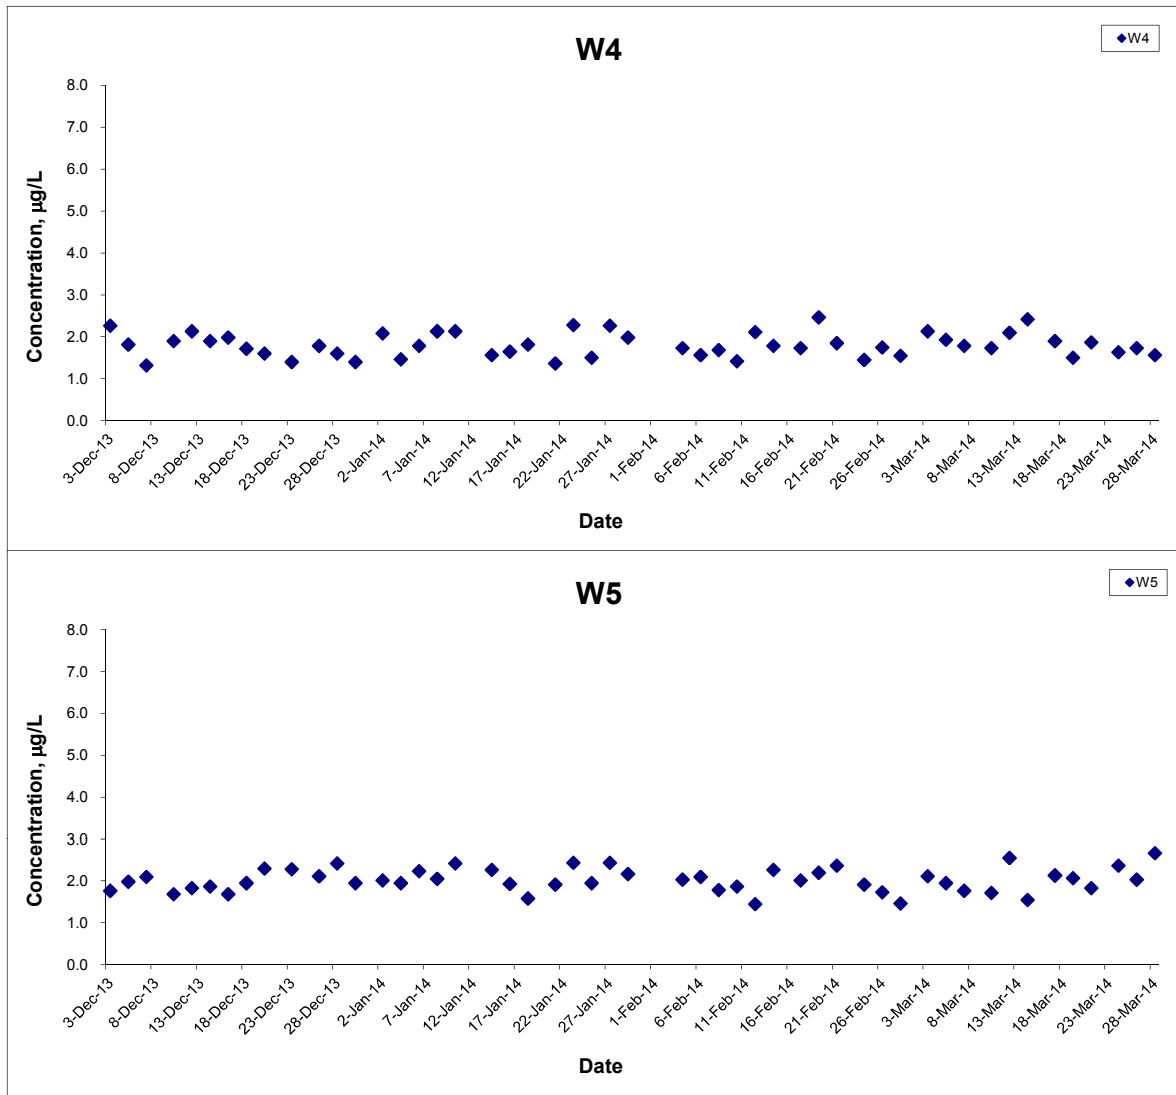 W4
W4
8.0
7.0
6.0
5.0
4.0
3.0
2.0
1.0
0.0
Concentration, µg/L
3-Dec-13
8-Dec-13
13-Dec-13
18-Dec-13
23-Dec-13
28-Dec-13
2-Jan-14
7-Jan-14
12-Jan-14
17-Jan-14
22-Jan-14
27-Jan-14
1-Feb-14
6-Feb-14
11-Feb-14
16-Feb-14
21-Feb-14
26-Feb-14
3-Mar-14
8-Mar-14
13-Mar-14
18-Mar-14
23-Mar-14
28-Mar-14
Date
W5
W5
8.0
7.0
6.0
5.0
4.0
3.0
2.0
1.0
0.0
Concentration, µg/L
3-Dec-13
8-Dec-13
13-Dec-13
18-Dec-13
23-Dec-13
28-Dec-13
2-Jan-14
7-Jan-14
12-Jan-14
17-Jan-14
22-Jan-14
27-Jan-14
1-Feb-14
6-Feb-14
11-Feb-14
16-Feb-14
21-Feb-14
26-Feb-14
3-Mar-14
8-Mar-14
13-Mar-14
18-Mar-14
23-Mar-14
28-Mar-14
Date